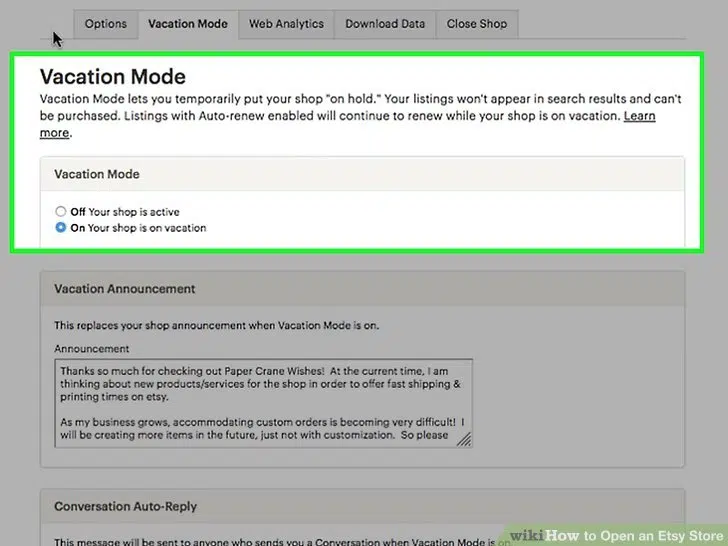 Options Vacation Mode Web Analytics Download Data Close Shop
Vacation Mode
Vacation Mode lets you temporarily put your shop "on hold." Your listings won't appear in search results and can't
be purchased. Listings with Auto-renew enabled will continue to renew while your shop is on vacation. Learn
more.
Vacation Mode
Off Your shop is active
On Your shop is on vacation
Vacation Announcement
This replaces your shop announcement when Vacation Mode is on.
Announcement
Thanks so much for checking out Paper Crane Wishes! At the current time, I am
thinking about new products/services for the shop in order to offer fast shipping &
printing times on etsy.
As my business grows, accommodating custom orders is becoming very difficult! I
will be creating more items in the future, just not with customization. So please
Conversation Auto-Reply
This message will be sent to anyone who sends you a Conversation when Vacation Mode is on.
wikiHow to Open an Etsy Store